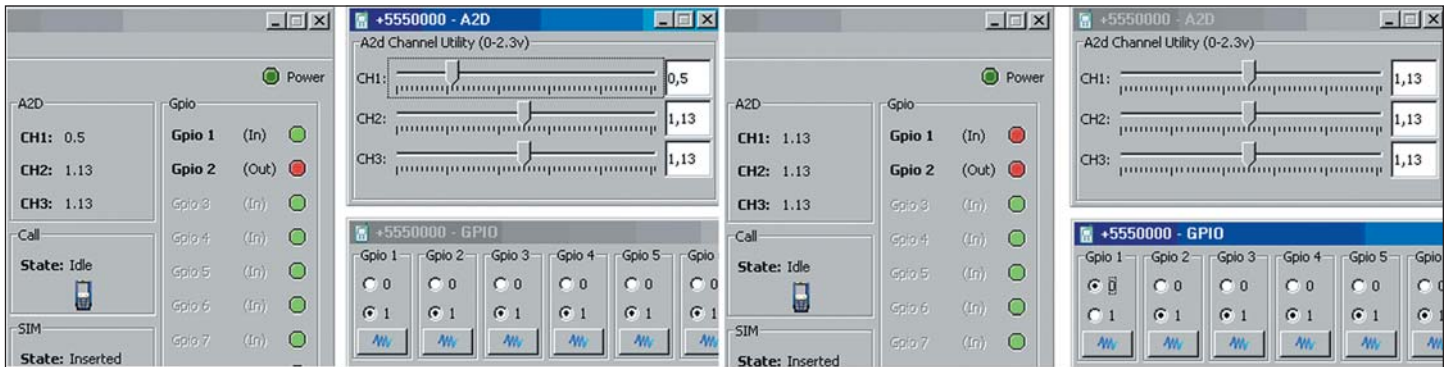 Power
A2D
CH1: 0.5
CH2: 1.13
CH3: 1.13
Call
State: Idle
SIM
State: Inserted
Gpio
Gpio 1 (In)
Gpio 2 (Out)
Gpio 3 (In)
Gpio 4 (In)
Gpio 5 (In)
Gpio 6 (In)
Gpio 7 (In)
+5550000 - A2D
A2d Channel Utility (0-2.3v)
CH1: 0,5
CH2: 1,13
CH3: 1,13
+5550000 - GPIO
Gpio 1 Gpio 2 Gpio 3 Gpio 4 Gpio 5 Gpio
0 0 0 0 0 0
1 1 1 1 1 1
Power
A2D
CH1: 1.13
CH2: 1.13
CH3: 1.13
Call
State: Idle
SIM
State: Inserted
Gpio
Gpio 1 (In)
Gpio 2 (Out)
Gpio 3 (In)
Gpio 4 (In)
Gpio 5 (In)
Gpio 6 (In)
Gpio 7 (In)
+5550000 - A2D
A2d Channel Utility (0-2.3v)
CH1: 1,13
CH2: 1,13
CH3: 1,13
+5550000 - GPIO
Gpio 1 Gpio 2 Gpio 3 Gpio 4 Gpio 5 Gpio
0 0 0 0 0 0
1 1 1 1 1 1